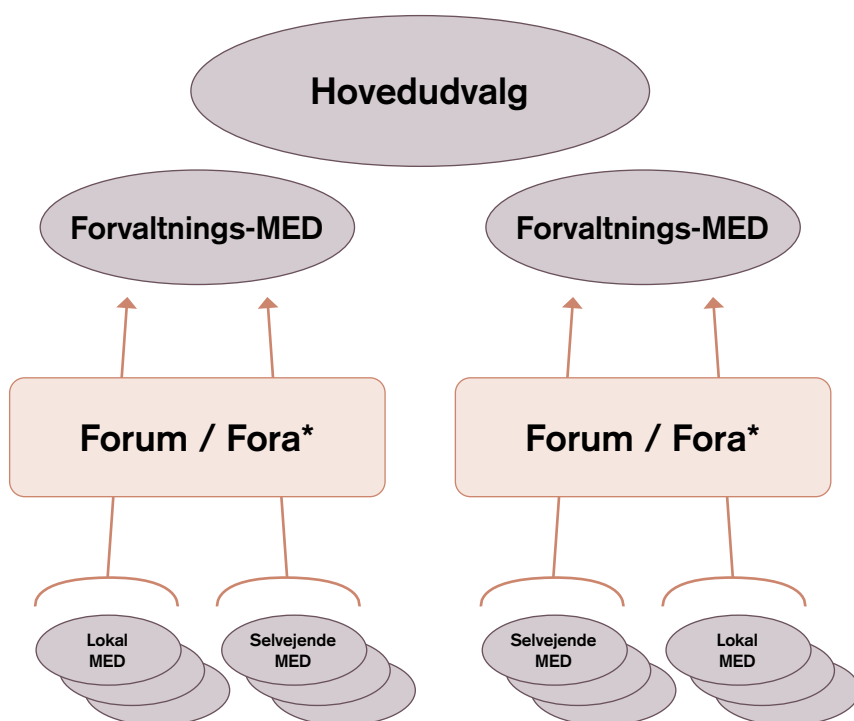 Hovedudvalg
Forvaltnings-MED
Forvaltnings-MED
Forum / Fora*
Forum / Fora*
Lokal
MED
Selvejende
MED
Selvejende
MED
Lokal
MED